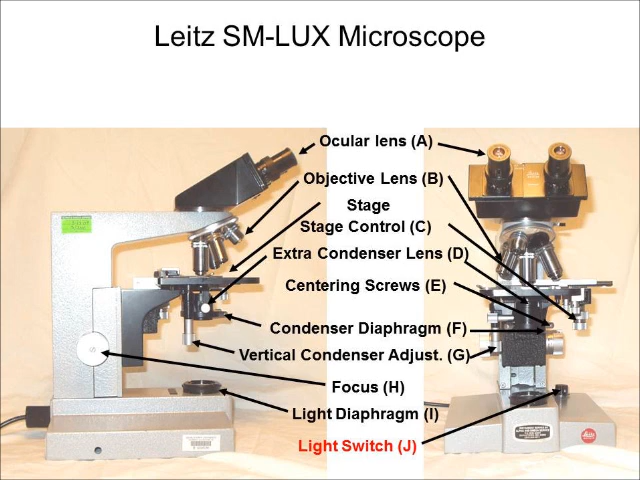 Leitz SM-LUX Microscope
Ocular lens (A)
Objective Lens (B)
Stage
Stage Control (C)
Extra Condenser Lens (D)
Centering Screws (E)
Condenser Diaphragm (F)
Vertical Condenser Adjust. (G)
Focus (H)
Light Diaphragm (I)
Light Switch (J)